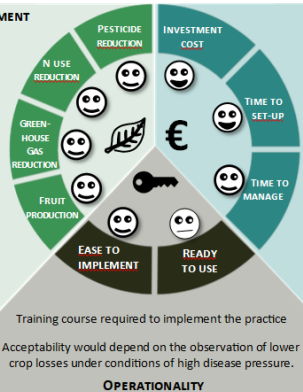 MENT
PESTICIDE
REDUCTION
INVESTMENT
COST
N USE
REDUCTION
TIME TO
SET-UP
GREEN-
HOUSE
GAS
REDUCTION
€
TIME TO
MANAGE
FRUIT
PRODUCTION
EASE TO
IMPLEMENT
READY
TO USE
Training course required to implement the practice
Acceptability would depend on the observation of lower
crop losses under conditions of high disease pressure.
OPERATIONALITY